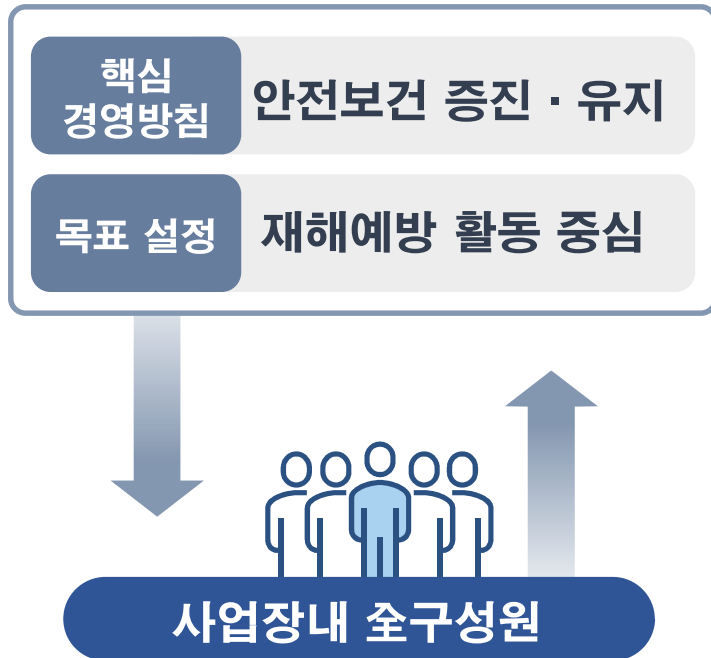 핵심
경영방침
안전보건 증진 · 유지
목표 설정
재해예방 활동 중심
사업장내 全구성원